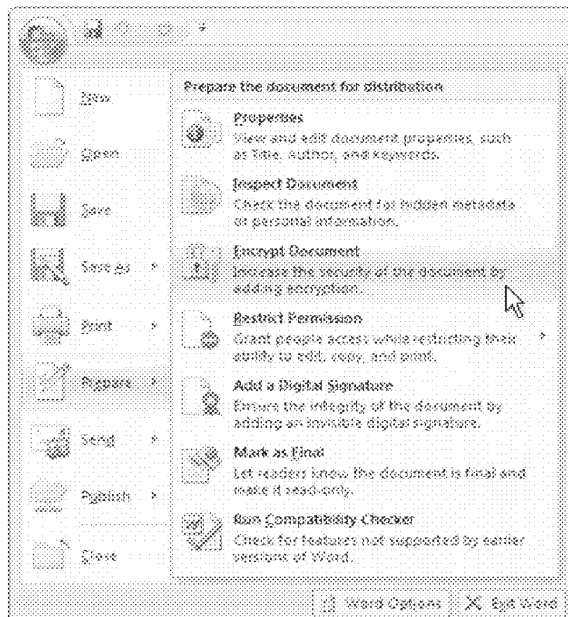 New
Open
Save
Save As
Print
Prepare
Send
Publish
Close
Prepare the document for distribution
Properties
View and edit document properties, such
as Title, Author, and Keywords.
Inspect Document
Check the document for hidden metadata
or personal information.
Encrypt Document
Increase the security of the document by
adding encryption.
Restrict Permission
Grant people access while restricting their
ability to edit, copy, and print.
Add a Digital Signature
Ensure the integrity of the document by
adding an invisible digital signature.
Mark as Final
Let readers know the document is final and
make it read-only.
Run Compatibility Checker
Check for features not supported by earlier
versions of Word.
Word Options
Exit Word